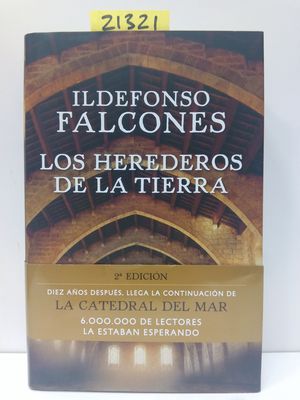 21321
ILDEFONSO
FALCONES
LOS HEREDEROS
DE LA TIERRA
2ª EDICIÓN
DIEZ AÑOS DESPUÉS, LLEGA LA CONTINUACIÓN DE
LA CATEDRAL DEL MAR
6.000.000 DE LECTORES
LA ESTABAN ESPERANDO